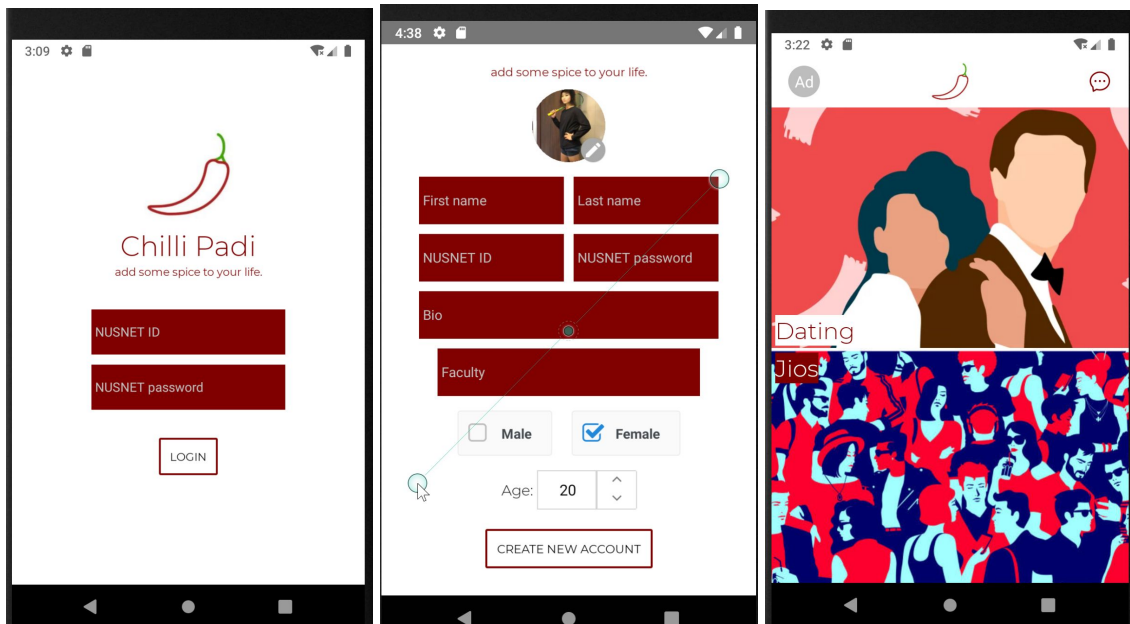 3:09
Chilli Padi
add some spice to your life.
NUSNET ID
NUSNET password
LOGIN
4:38
add some spice to your life.
First name
Last name
NUSNET ID
NUSNET password
Bio
Faculty
Male
Female
Age: 20
CREATE NEW ACCOUNT
3:22
Ad
Dating
Jios